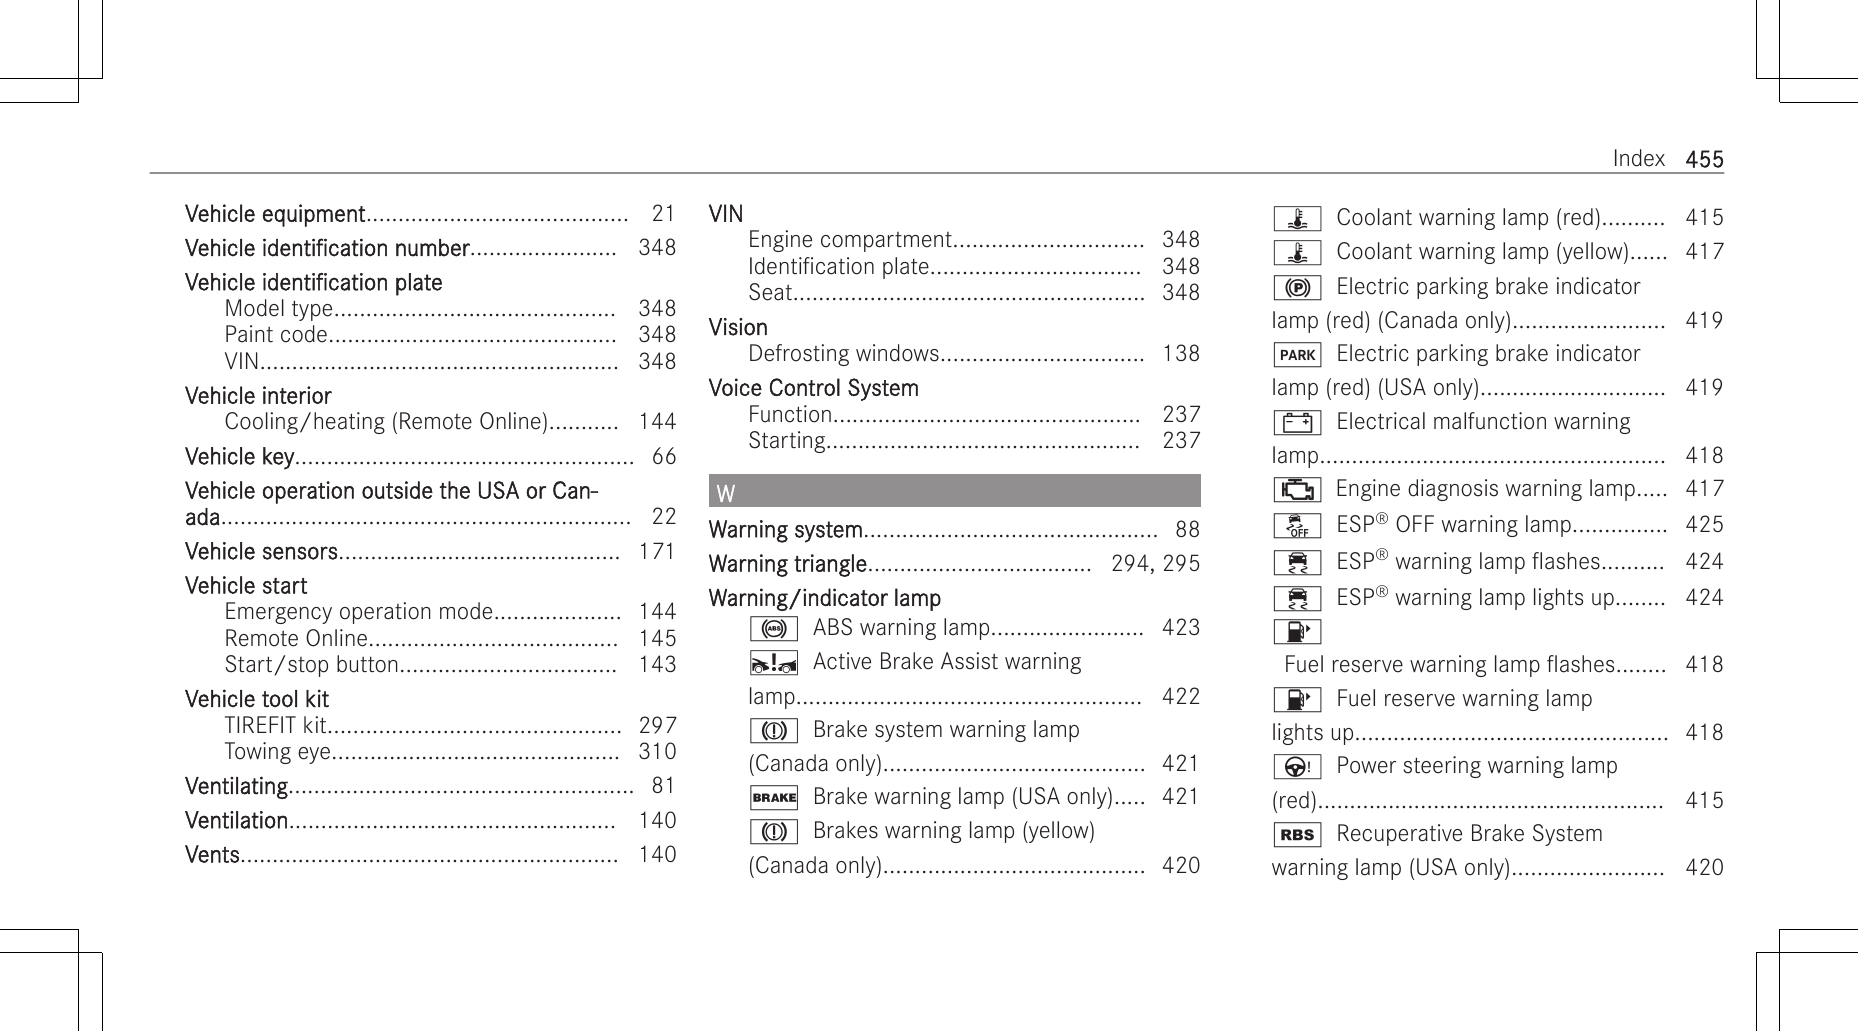 Index 455
Vehicle equipment......................................... 21
Vehicle identification number....................... 348
Vehicle identification plate
Model type............................................ 348
Paint code............................................. 348
VIN........................................................ 348
Vehicle interior
Cooling/heating (Remote Online)........... 144
Vehicle key..................................................... 66
Vehicle operation outside the USA or Can-
ada................................................................ 22
Vehicle sensors............................................ 171
Vehicle start
Emergency operation mode.................... 144
Remote Online....................................... 145
Start/stop button.................................. 143
Vehicle tool kit
TIREFIT kit.............................................. 297
Towing eye............................................. 310
Ventilating...................................................... 81
Ventilation................................................... 140
Vents........................................................... 140
VIN
Engine compartment.............................. 348
Identification plate................................. 348
Seat....................................................... 348
Vision
Defrosting windows................................ 138
Voice Control System
Function................................................ 237
Starting................................................. 237
W
Warning system.............................................. 88
Warning triangle................................... 294, 295
Warning/indicator lamp
ABS ABS warning lamp........................ 423
Active Brake Assist warning
lamp...................................................... 422
Brake system warning lamp
(Canada only)......................................... 421
BRAKE Brake warning lamp (USA only)..... 421
Brakes warning lamp (yellow)
(Canada only)......................................... 420
Coolant warning lamp (red).......... 415
Coolant warning lamp (yellow)...... 417
P Electric parking brake indicator
lamp (red) (Canada only)........................ 419
PARK Electric parking brake indicator
lamp (red) (USA only)............................. 419
Electrical malfunction warning
lamp...................................................... 418
Engine diagnosis warning lamp..... 417
OFF ESP® OFF warning lamp............... 425
ESP® warning lamp flashes.......... 424
ESP® warning lamp lights up........ 424
Fuel reserve warning lamp flashes........ 418
Fuel reserve warning lamp
lights up................................................. 418
! Power steering warning lamp
(red)...................................................... 415
RBS Recuperative Brake System
warning lamp (USA only)........................ 420